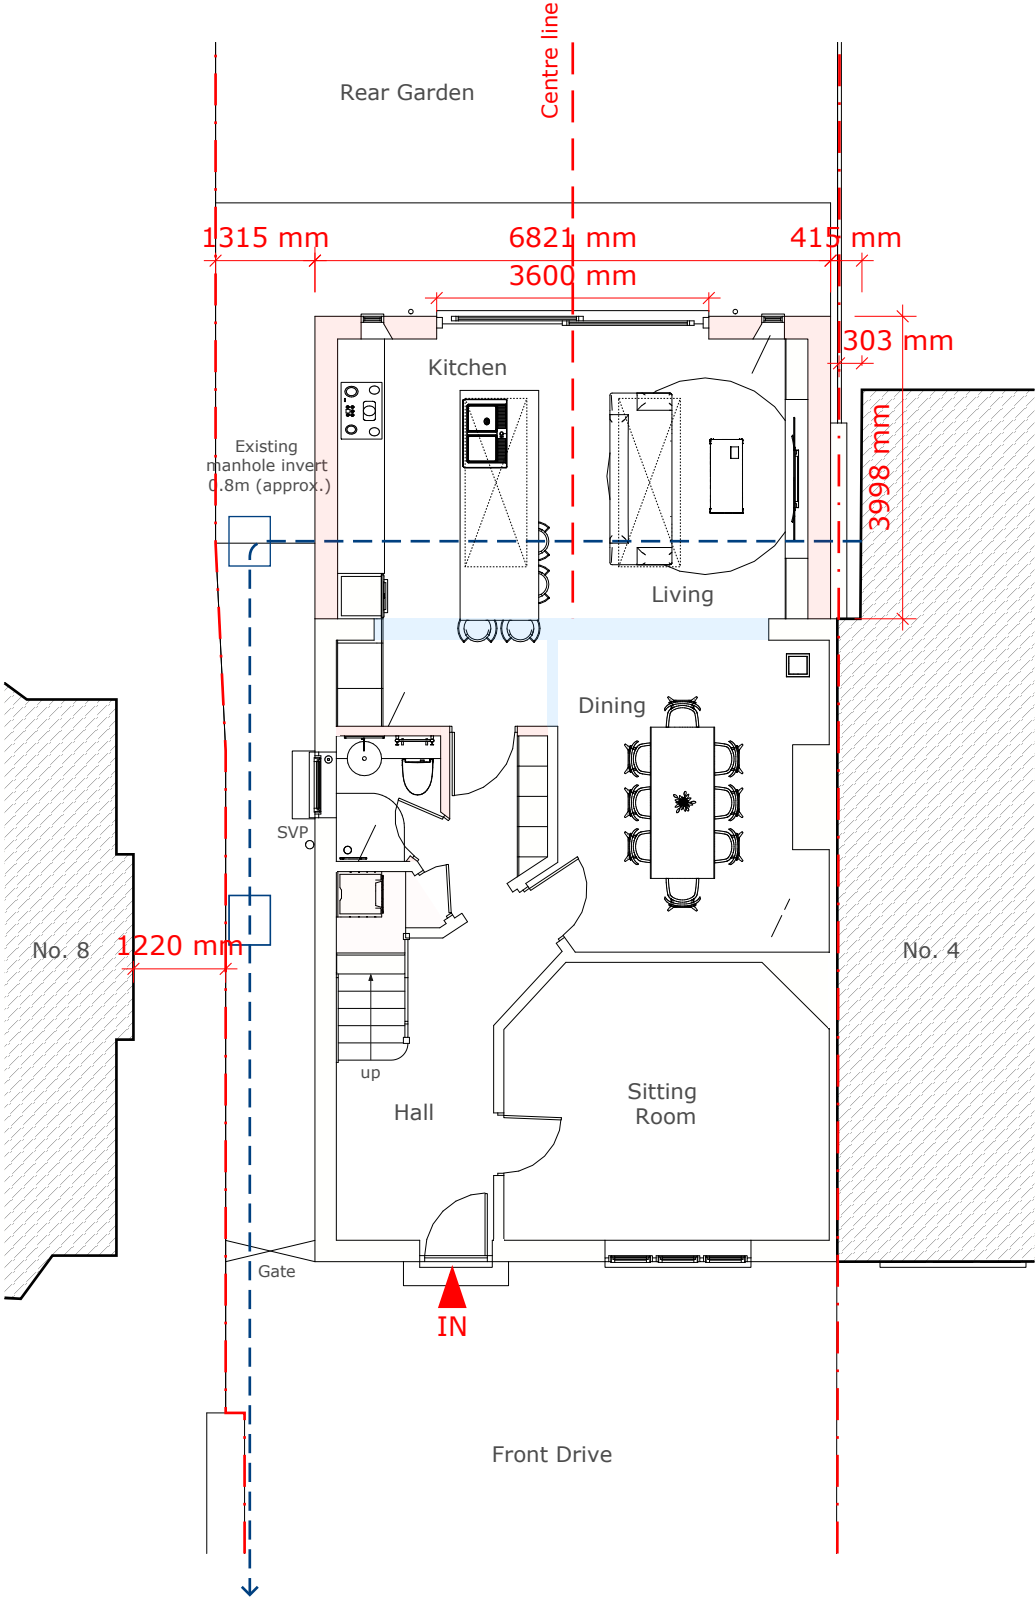 Centre line
Rear Garden
1315 mm
6821 mm
415 mm
3600 mm
303 mm
Kitchen
3998 mm
Existing
manhole invert
0.8m (approx.)
Living
Dining
SVP
No. 8
1220 mm
No. 4
up
Hall
Sitting
Room
Gate
IN
Front Drive